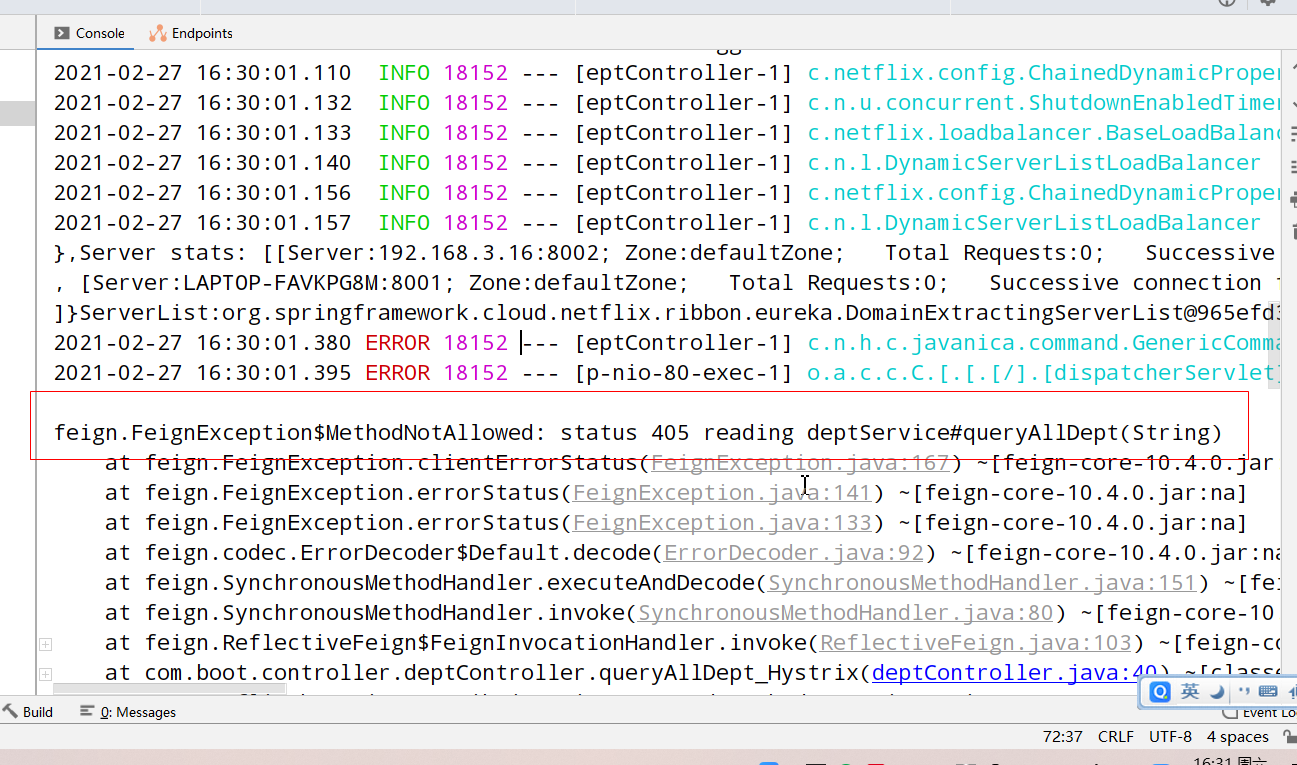 Console Endpoints
2021-02-27 16:30:01.110  INFO 18152 --- [eptController-1] c.netflix.config.ChainedDynamicProper
2021-02-27 16:30:01.132  INFO 18152 --- [eptController-1] c.n.u.concurrent.ShutdownEnabledTimer
2021-02-27 16:30:01.133  INFO 18152 --- [eptController-1] c.netflix.loadbalancer.BaseLoadBalanc
2021-02-27 16:30:01.140  INFO 18152 --- [eptController-1] c.n.l.DynamicServerListLoadBalancer
2021-02-27 16:30:01.156  INFO 18152 --- [eptController-1] c.netflix.config.ChainedDynamicProper
2021-02-27 16:30:01.157  INFO 18152 --- [eptController-1] c.n.l.DynamicServerListLoadBalancer
},Server stats: [[Server:192.168.3.16:8002;	Zone:defaultZone;	Total Requests:0;	Successive
, [Server:LAPTOP-FAVKPG8M:8001;	Zone:defaultZone;	Total Requests:0;	Successive connection
]}ServerList:org.springframework.cloud.netflix.ribbon.eureka.DomainExtractingServerList@965efd
2021-02-27 16:30:01.380 ERROR 18152 --- [eptController-1] c.n.h.c.javanica.command.GenericComma
2021-02-27 16:30:01.395 ERROR 18152 --- [p-nio-80-exec-1] o.a.c.c.C.[.[.[/].[dispatcherServlet]
feign.FeignException$MethodNotAllowed: status 405 reading deptService#queryAllDept(String)
at feign.FeignException.clientErrorStatus(FeignException.java:167) ~[feign-core-10.4.0.jar
at feign.FeignException.errorStatus(FeignException.java:141) ~[feign-core-10.4.0.jar:na]
at feign.FeignException.errorStatus(FeignException.java:133) ~[feign-core-10.4.0.jar:na]
at feign.codec.ErrorDecoder$Default.decode(ErrorDecoder.java:92) ~[feign-core-10.4.0.jar:na
at feign.SynchronousMethodHandler.executeAndDecode(SynchronousMethodHandler.java:151) ~[fei
at feign.SynchronousMethodHandler.invoke(SynchronousMethodHandler.java:80) ~[feign-core-10
at feign.ReflectiveFeign$FeignInvocationHandler.invoke(ReflectiveFeign.java:103) ~[feign-co
at com.boot.controller.deptController.queryAllDept_Hystrix(deptController.java:40) ~[classe
英
Build 0: Messages Event Lo
72:37 CRLF UTF-8 4 spaces
16:31 周六